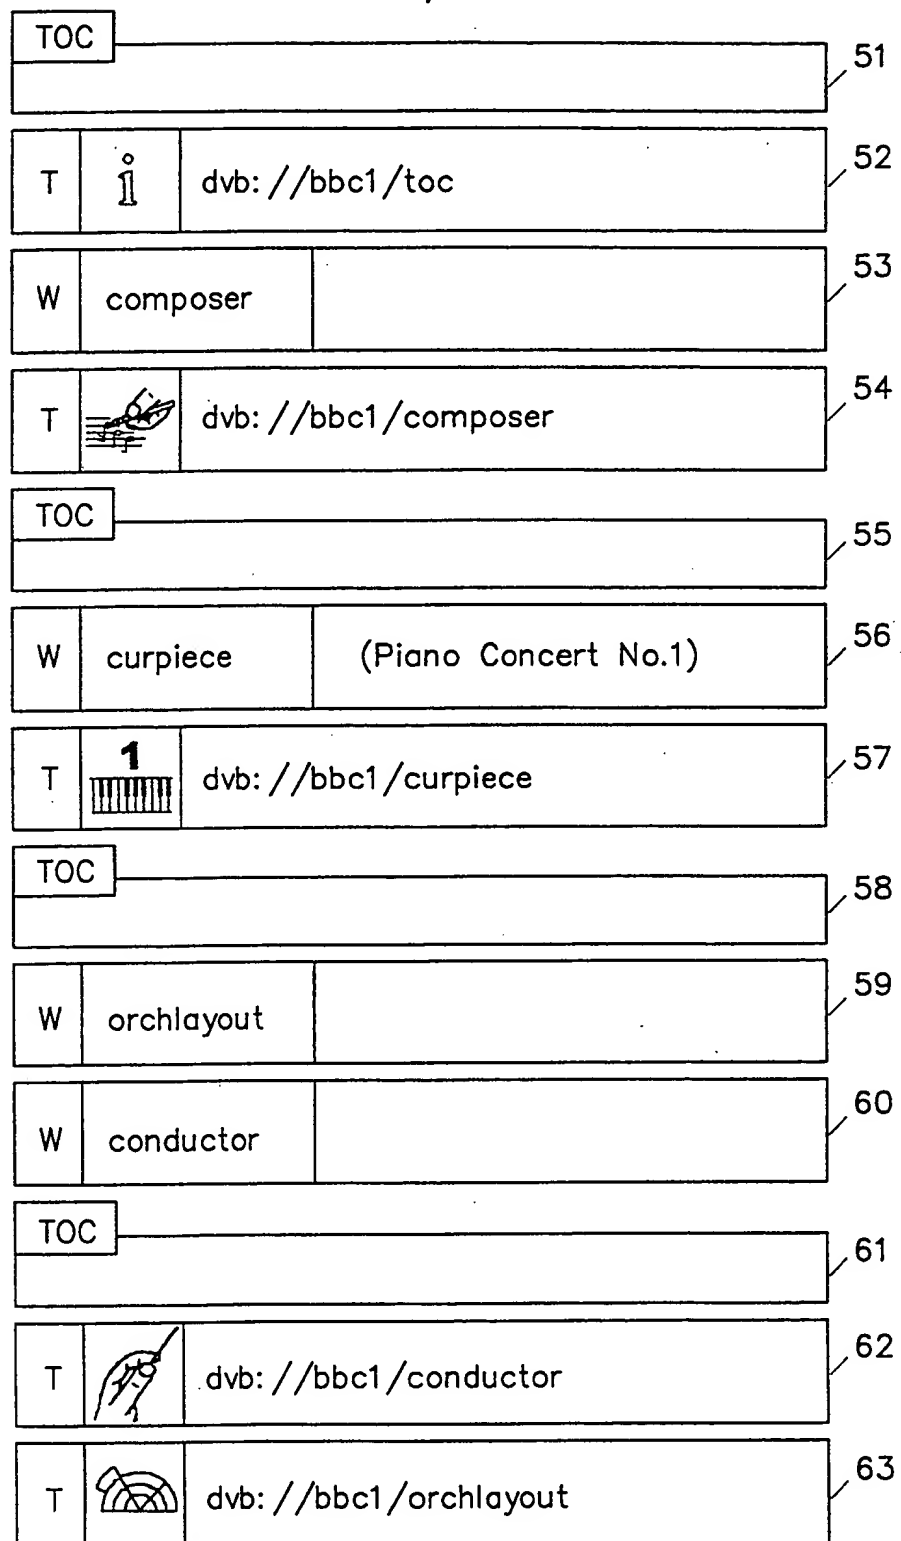 TOC
51
T i dvb: //bbc1/toc 52
W composer 53
T dvb: //bbc1/composer 54
TOC
55
W curpiece (Piano Concert No.1) 56
T 1 dvb: //bbc1/curpiece 57
TOC
58
W orchlayout 59
W conductor 60
TOC
61
T dvb: //bbc1/conductor 62
T dvb: //bbc1/orchlayout 63